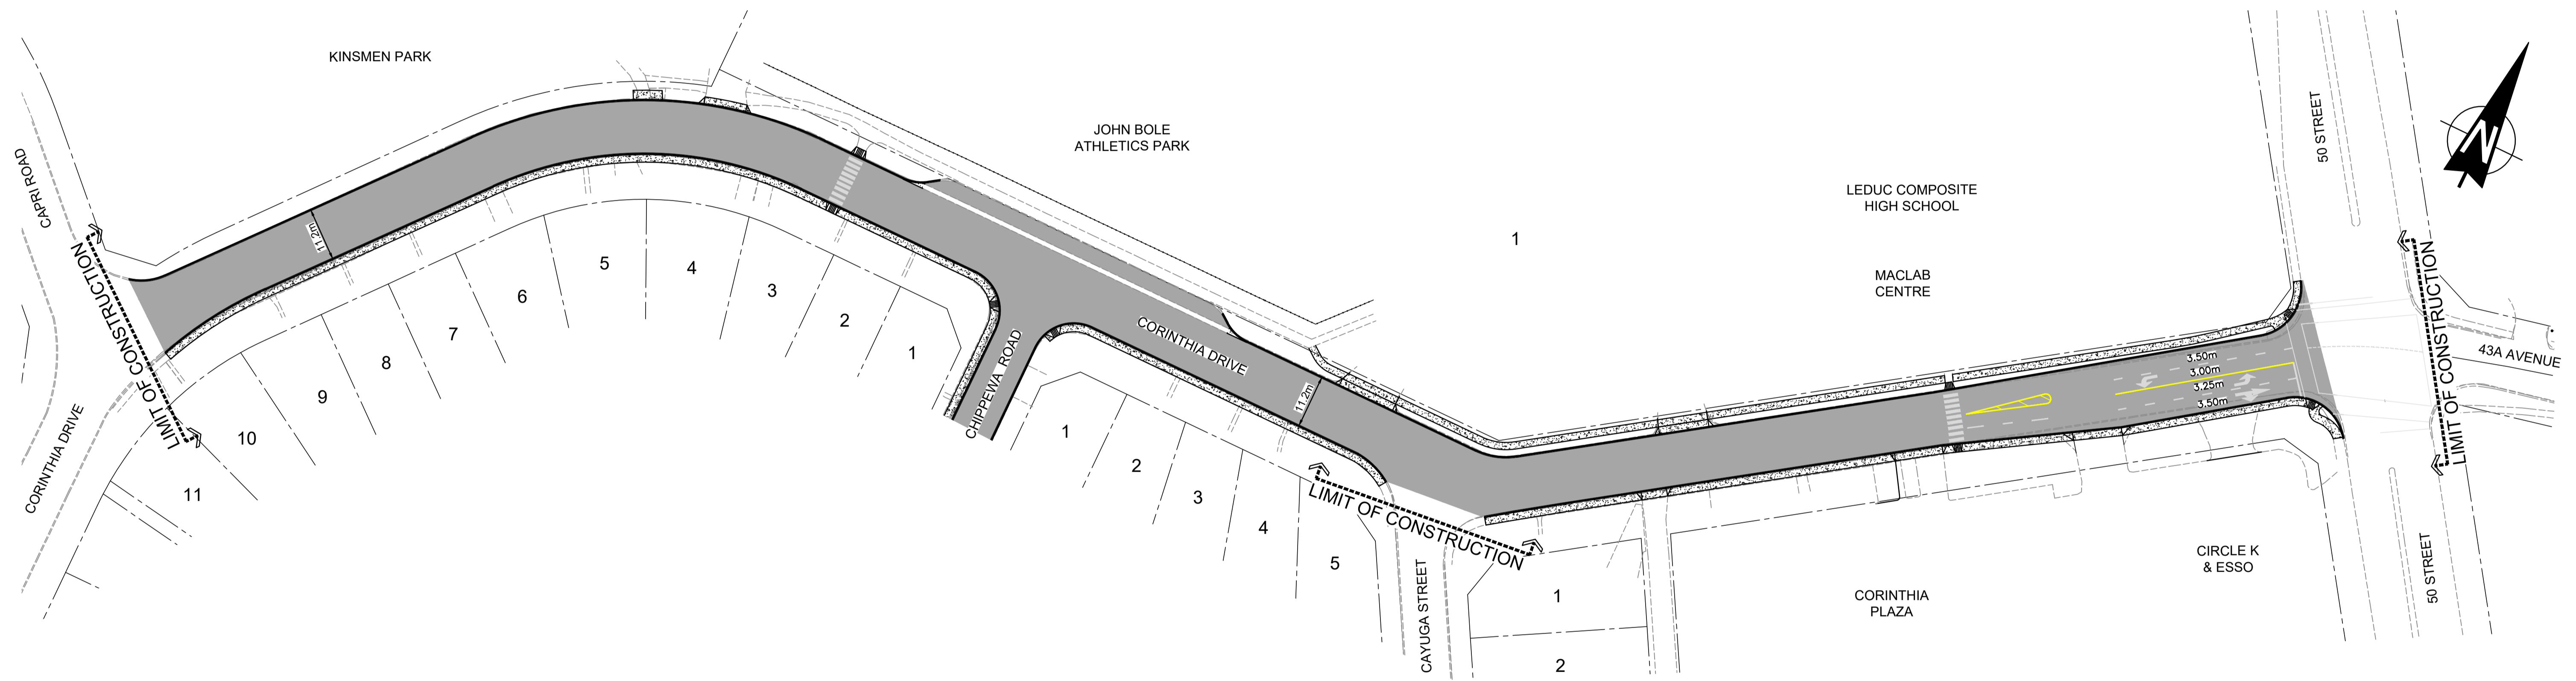 KINSMEN PARK
CAPRI ROAD
LIMIT OF CONSTRUCTION
CORINTHIA DRIVE
11.2m
11
10
9
8
7
6
5
4
3
2
1
JOHN BOLE
ATHLETICS PARK
CHIPPEWA ROAD
CORINTHIA DRIVE
11.2m
1
2
3
4
5
LIMIT OF CONSTRUCTION
CAYUGA STREET
1
2
1
LEDUC COMPOSITE
HIGH SCHOOL
MACLAB
CENTRE
3.50m
3.00m
3.25m
3.50m
CORINTHIA
PLAZA
CIRCLE K
& ESSO
50 STREET
50 STREET
LIMIT OF CONSTRUCTION
43A AVENUE
N